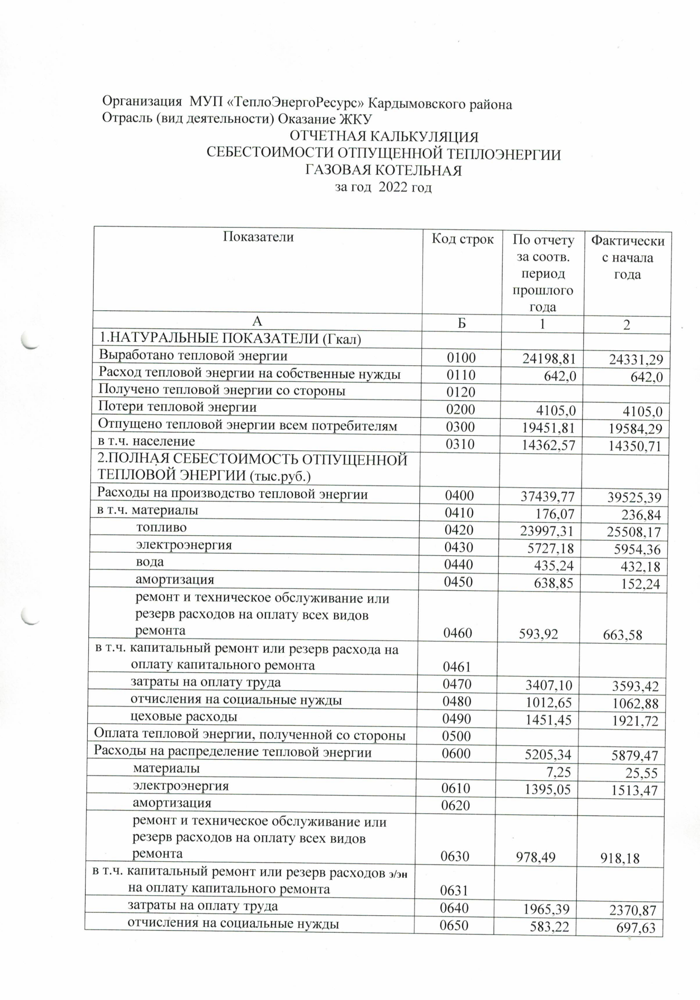 Организация МУП «ТеплоЭнергоРесурс» Кардымовского района
Отрасль (вид деятельности) Оказание ЖКУ
ОТЧЕТНАЯ КАЛЬКУЛЯЦИЯ
СЕБЕСТОИМОСТИ ОТПУЩЕННОЙ ТЕПЛОЭНЕРГИИ
ГАЗОВАЯ КОТЕЛЬНАЯ
за год 2022 год
Показатели Код строк По отчету Фактически
за соотв. с начала
период года
прошлого
года
А Б 1 2
1.НАТУРАЛЬНЫЕ ПОКАЗАТЕЛИ (Гкал)
Выработано тепловой энергии 0100 24198,81 24331,29
Расход тепловой энергии на собственные нужды 0110 642,0 642,0
Получено тепловой энергии со стороны 0120
Потери тепловой энергии 0200 4105,0 4105,0
Отпущено тепловой энергии всем потребителям 0300 19451,81 19584,29
в т.ч. население 0310 14362,57 14350,71
2.ПОЛНАЯ СЕБЕСТОИМОСТЬ ОТПУЩЕННОЙ
ТЕПЛОВОЙ ЭНЕРГИИ (тыс.руб.)
Расходы на производство тепловой энергии 0400 37439,77 39525,39
в т.ч. материалы 0410 176,07 236,84
топливо 0420 23997,31 25508,17
электроэнергия 0430 5727,18 5954,36
вода 0440 435,24 432,18
амортизация 0450 638,85 152,24
ремонт и техническое обслуживание или
резерв расходов на оплату всех видов
ремонта 0460 593,92 663,58
в т.ч. капитальный ремонт или резерв расхода на
оплату капитального ремонта 0461
затраты на оплату труда 0470 3407,10 3593,42
отчисления на социальные нужды 0480 1012,65 1062,88
цеховые расходы 0490 1451,45 1921,72
Оплата тепловой энергии, полученной со стороны 0500
Расходы на распределение тепловой энергии 0600 5205,34 5879,47
материалы 7,25 25,55
электроэнергия 0610 1395,05 1513,47
амортизация 0620
ремонт и техническое обслуживание или
резерв расходов на оплату всех видов
ремонта 0630 978,49 918,18
в т.ч. капитальный ремонт или резерв расходов э/эн
на оплату капитального ремонта 0631
затраты на оплату труда 0640 1965,39 2370,87
отчисления на социальные нужды 0650 583,22 697,63